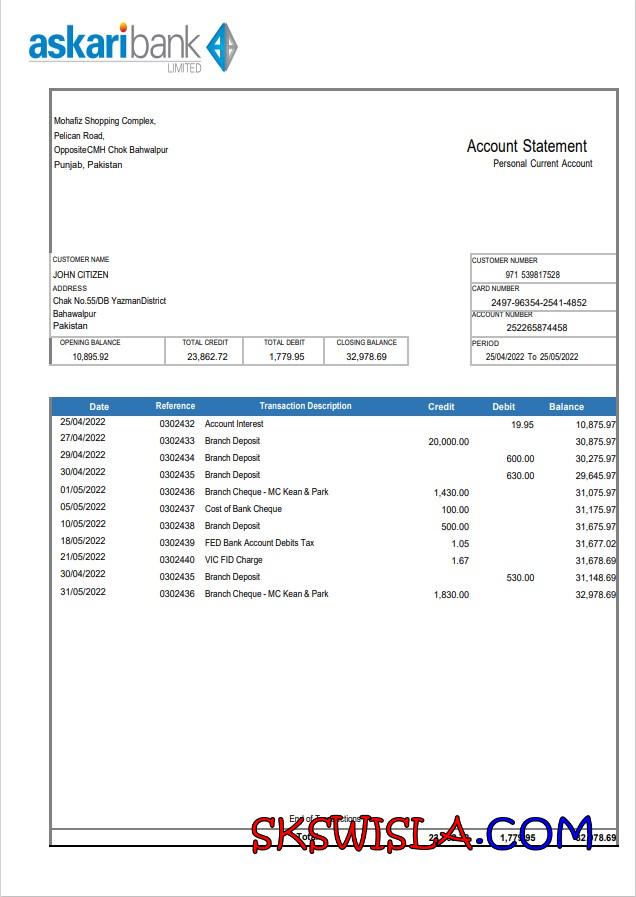 askaribank
LIMITED
Mohafiz Shopping Complex,
Pelican Road,
OppositeCMH Chok Bahwalpur
Punjab, Pakistan
Account Statement
Personal Current Account
CUSTOMER NAME
JOHN CITIZEN
ADDRESS
Chak No.55/DB YazmanDistrict
Bahawalpur
Pakistan
CUSTOMER NUMBER
971 539817528
CARD NUMBER
2497-96354-2541-4852
ACCOUNT NUMBER
252265874458
PERIOD
25/04/2022 To 25/05/2022
OPENING BALANCE TOTAL CREDIT TOTAL DEBIT CLOSING BALANCE
10,895.92 23,862.72 1,779.95 32,978.69
Date Reference Transaction Description Credit Debit Balance
25/04/2022 0302432 Account Interest 19.95 10,875.97
27/04/2022 0302433 Branch Deposit 20,000.00 30,875.97
29/04/2022 0302434 Branch Deposit 600.00 30,275.97
30/04/2022 0302435 Branch Deposit 630.00 29,645.97
01/05/2022 0302436 Branch Cheque - MC Kean & Park 1,430.00 31,075.97
05/05/2022 0302437 Cost of Bank Cheque 100.00 31,175.97
10/05/2022 0302438 Branch Deposit 500.00 31,675.97
18/05/2022 0302439 FED Bank Account Debits Tax 1.05 31,677.02
21/05/2022 0302440 VIC FID Charge 1.67 31,678.69
30/04/2022 0302435 Branch Deposit 530.00 31,148.69
31/05/2022 0302436 Branch Cheque - MC Kean & Park 1,830.00 32,978.69
End of Transactions
SKSWISLA.COM
Total 1,779.95 32,978.69